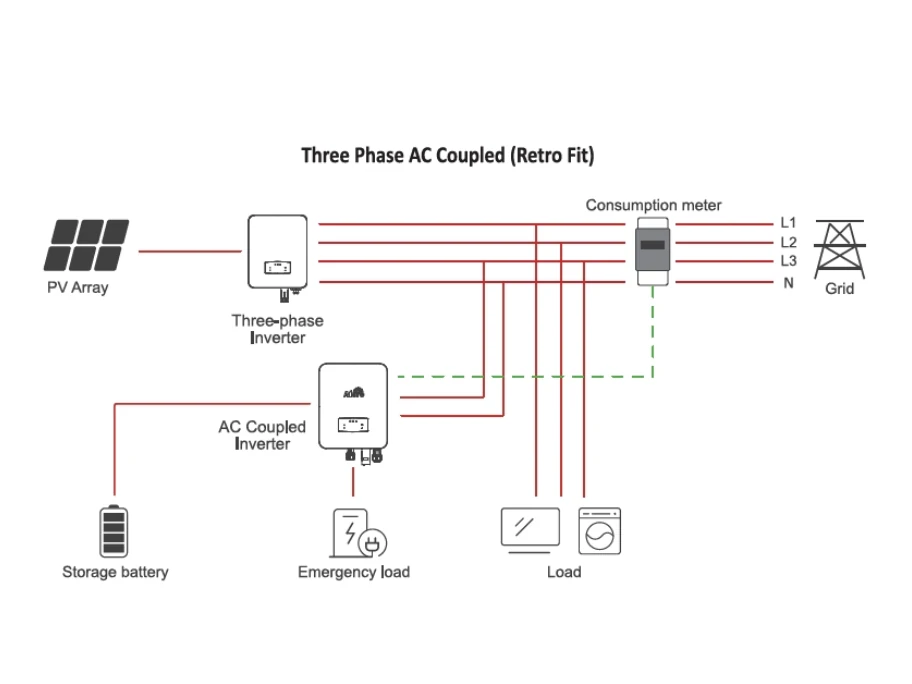 Three Phase AC Coupled (Retro Fit)
Consumption meter
L1
L2
L3
N
PV Array
Grid
Three-phase
Inverter
AC Coupled
Inverter
Storage battery
Emergency load
Load